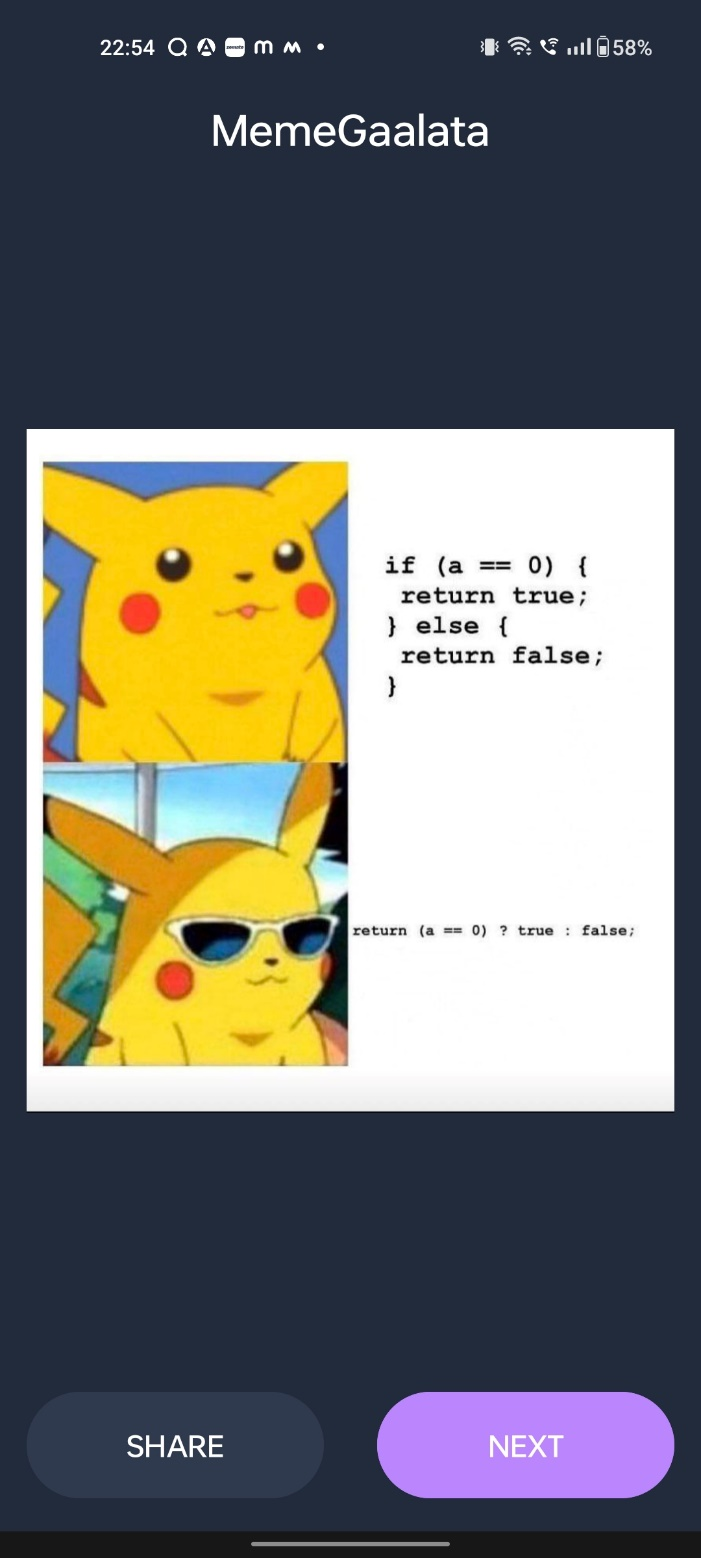 22:54
58%
MemeGaalata
if (a == 0) {
return true;
} else {
return false;
}
return (a == 0) ? true : false;
SHARE
NEXT